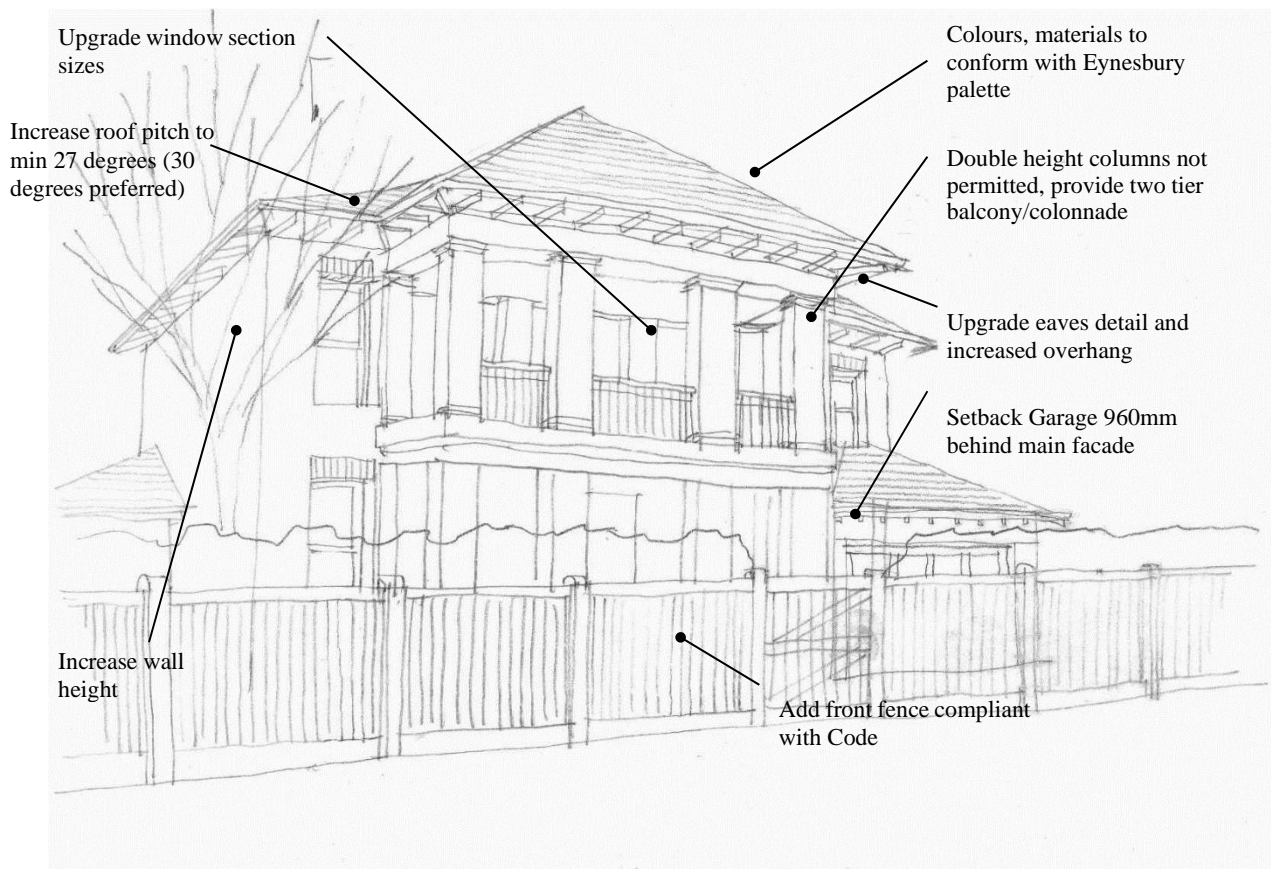 Upgrade window section
sizes
Increase roof pitch to
min 27 degrees (30
degrees preferred)
Increase wall
height
Colours, materials to
conform with Eynesbury
palette
Double height columns not
permitted, provide two tier
balcony/colonnade
Upgrade eaves detail and
increased overhang
Setback Garage 960mm
behind main facade
Add front fence compliant
with Code